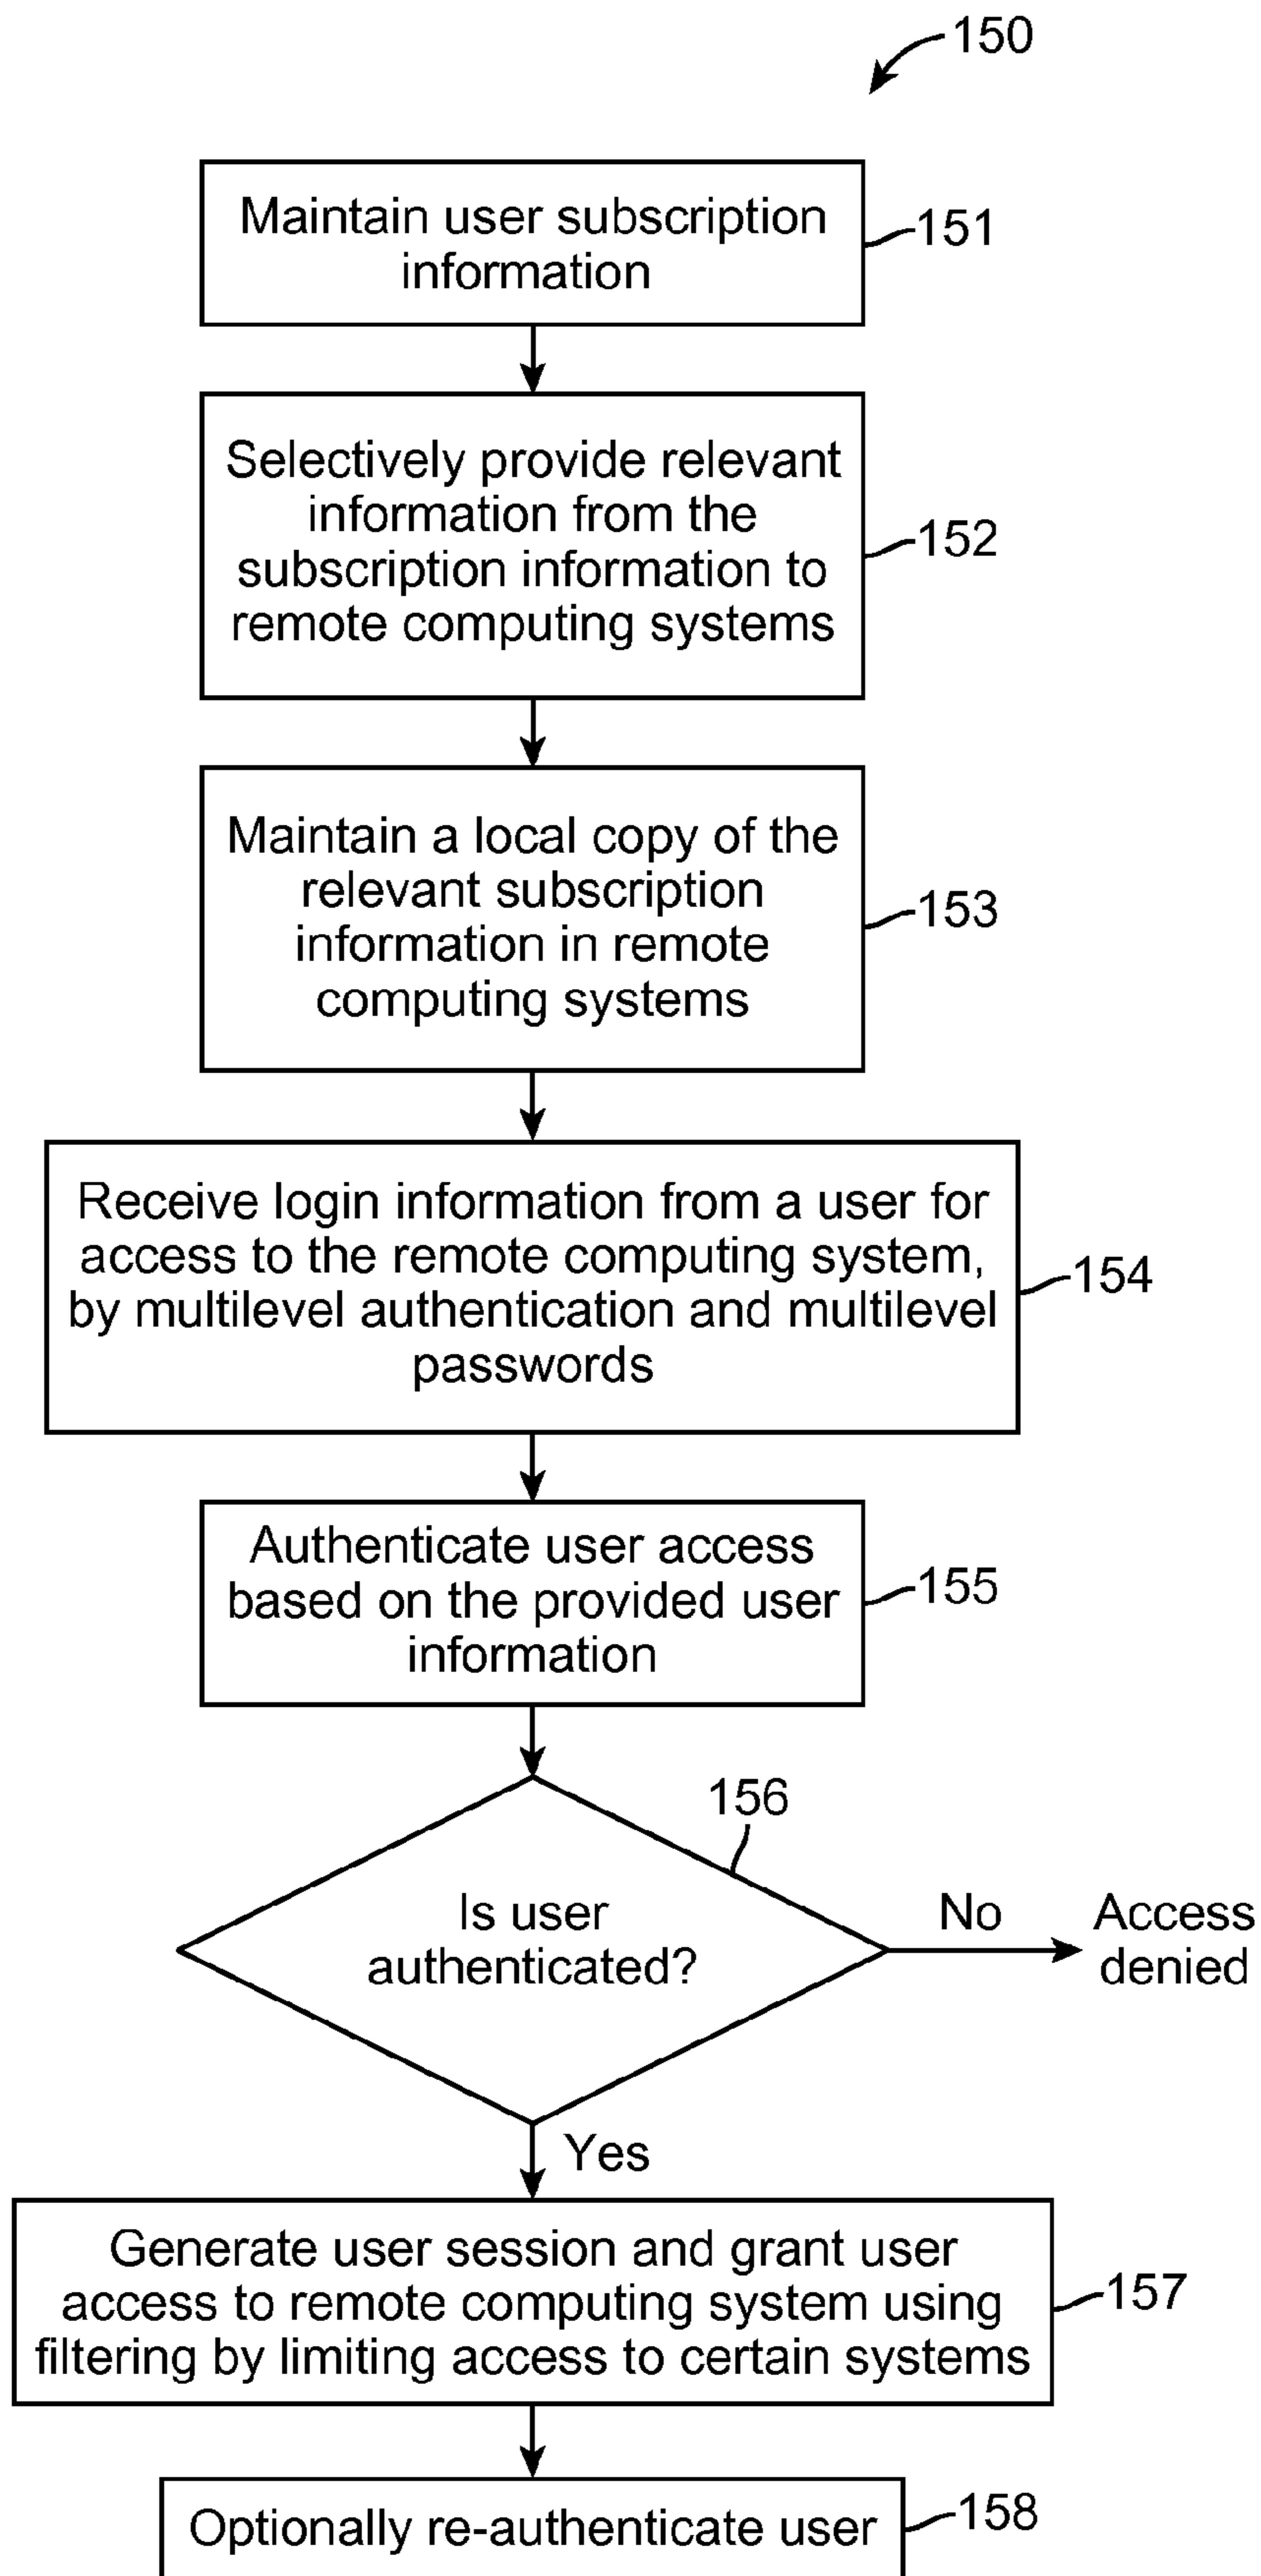 150
Maintain user subscription
information
151
Selectively provide relevant
information from the
subscription information to
remote computing systems
152
Maintain a local copy of the
relevant subscription
information in remote
computing systems
153
Receive login information from a user for
access to the remote computing system,
by multilevel authentication and multilevel
passwords
154
Authenticate user access
based on the provided user
information
155
156
Is user
authenticated?
No
Access
denied
Yes
Generate user session and grant user
access to remote computing system using
filtering by limiting access to certain systems
157
Optionally re-authenticate user
158